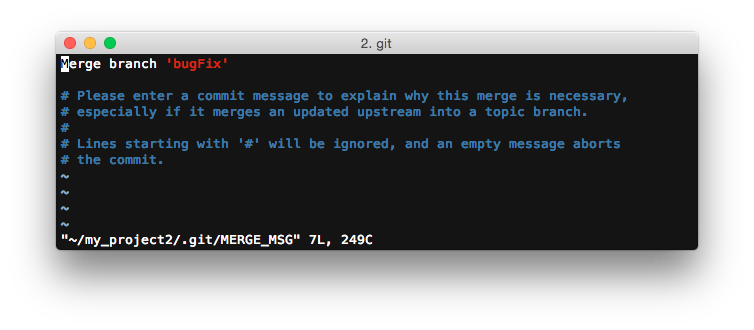 2. git
Merge branch 'bugFix'
# Please enter a commit message to explain why this merge is necessary,
# especially if it merges an updated upstream into a topic branch.
#
# Lines starting with '#' will be ignored, and an empty message aborts
# the commit.
~
~
~
~
"~/my_project2/.git/MERGE_MSG" 7L, 249C